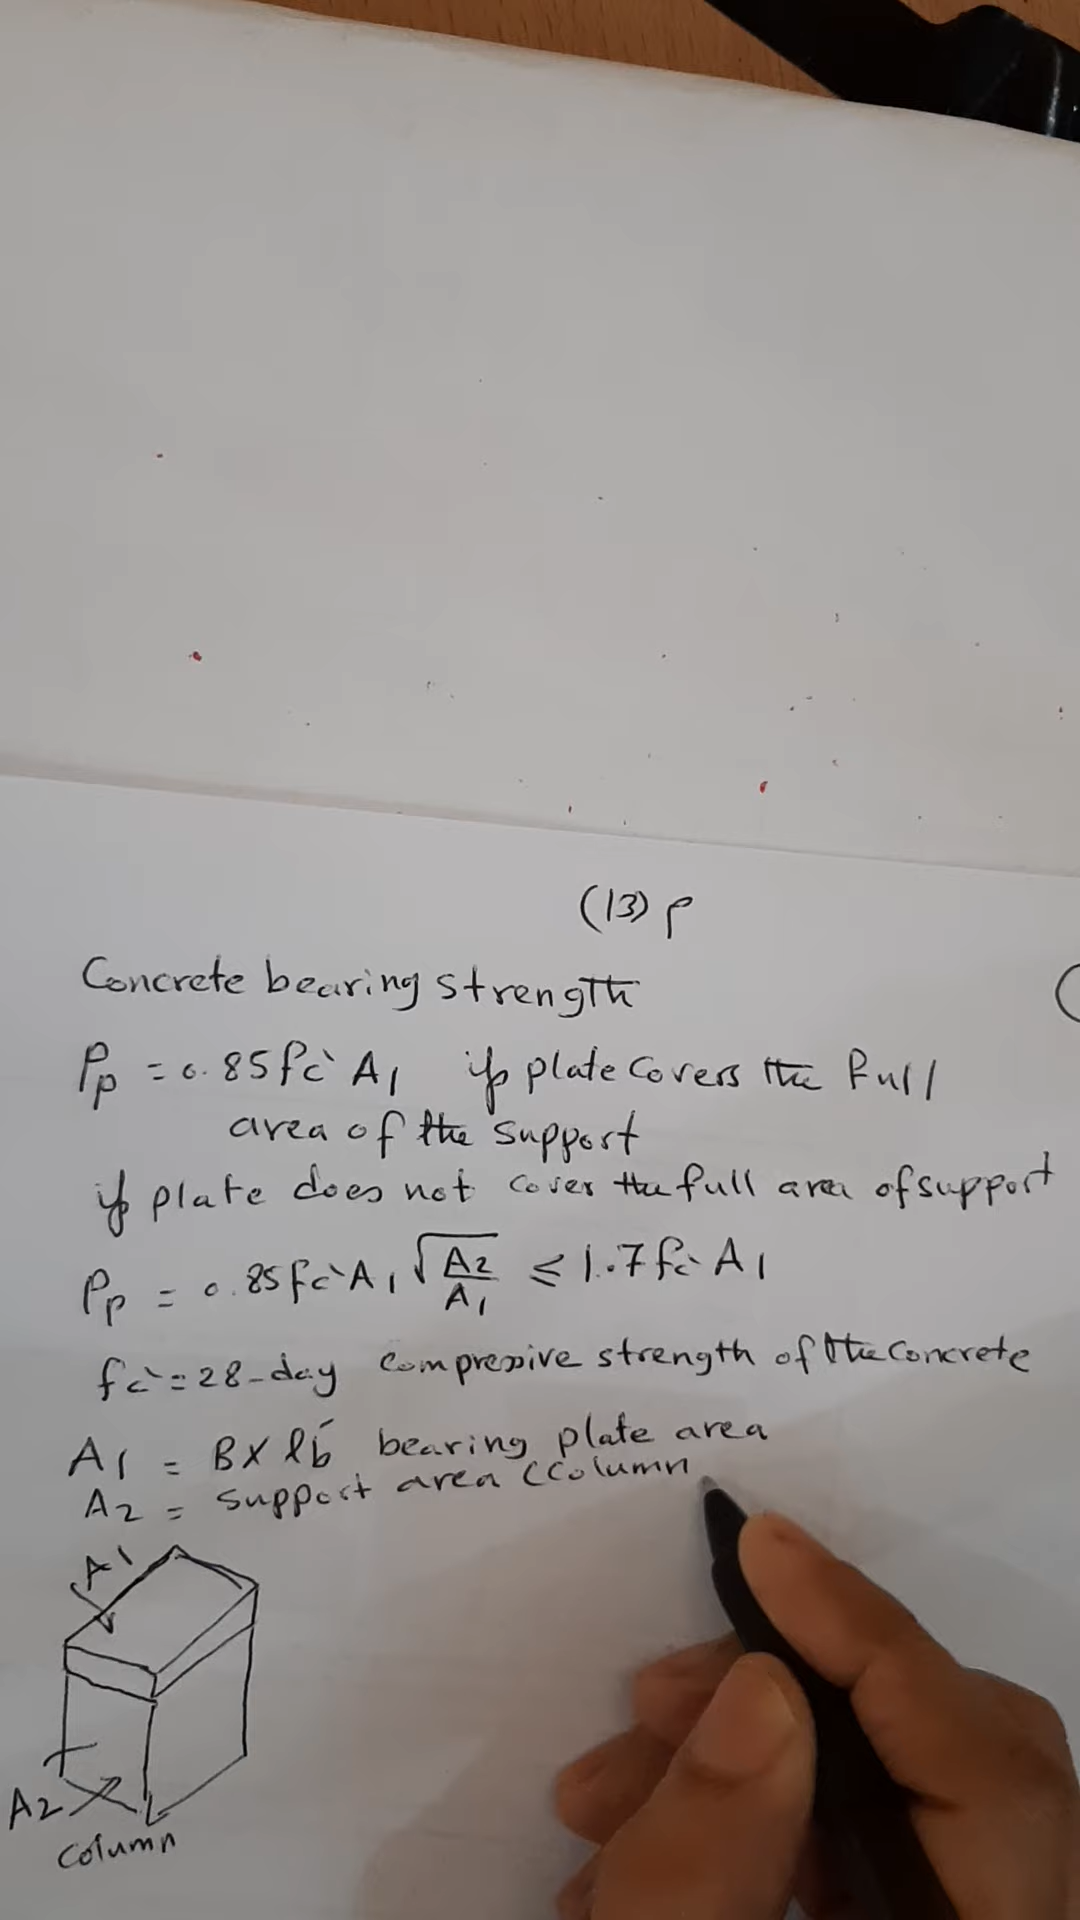 (13) P
Concrete bearing strength
Pp = 0.85 fc` A1 if plate covers the full
area of the support
if plate does not cover the full area of support
Pp = 0.85 fc` A1 √(A2/A1) ≤ 1.7 fc` A1
fc` = 28-day compressive strength of the concrete
A1 = B x lb bearing plate area
A2 = support area (column
A1
A2
column